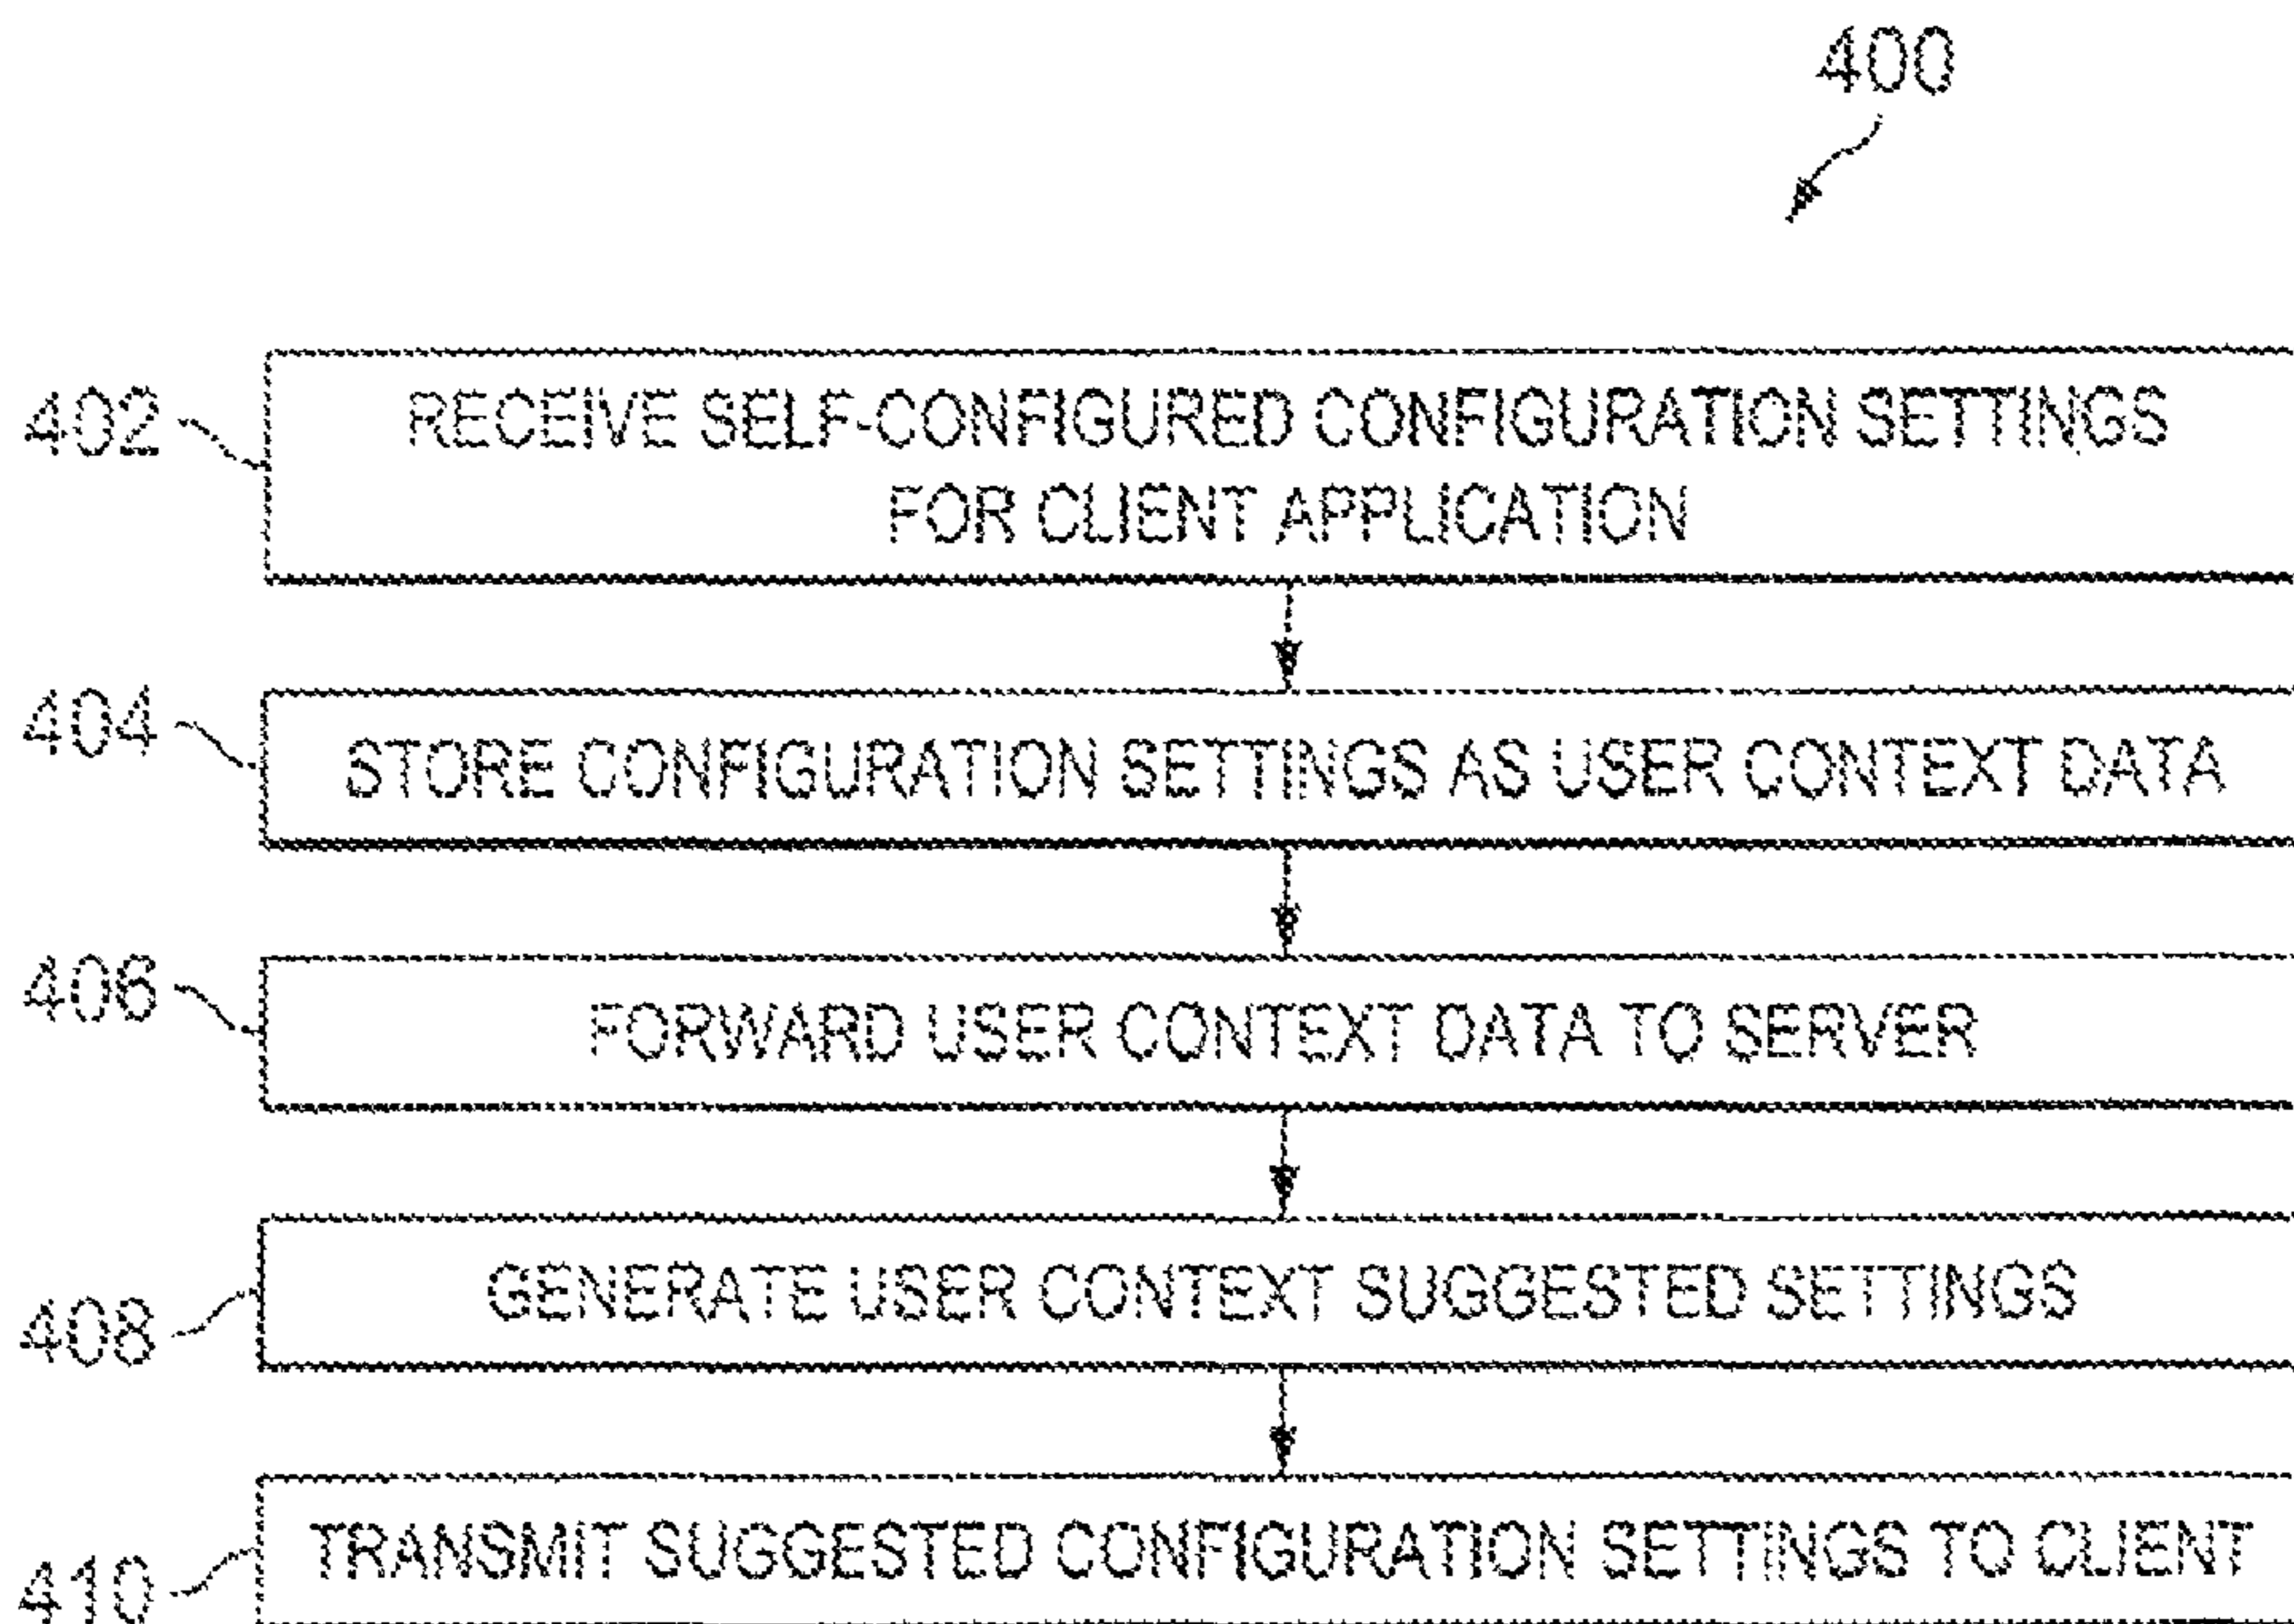 400
402
RECEIVE SELF-CONFIGURED CONFIGURATION SETTINGS
FOR CLIENT APPLICATION
404
STORE CONFIGURATION SETTINGS AS USER CONTEXT DATA
406
FORWARD USER CONTEXT DATA TO SERVER
408
GENERATE USER CONTEXT SUGGESTED SETTINGS
410
TRANSMIT SUGGESTED CONFIGURATION SETTINGS TO CLIENT